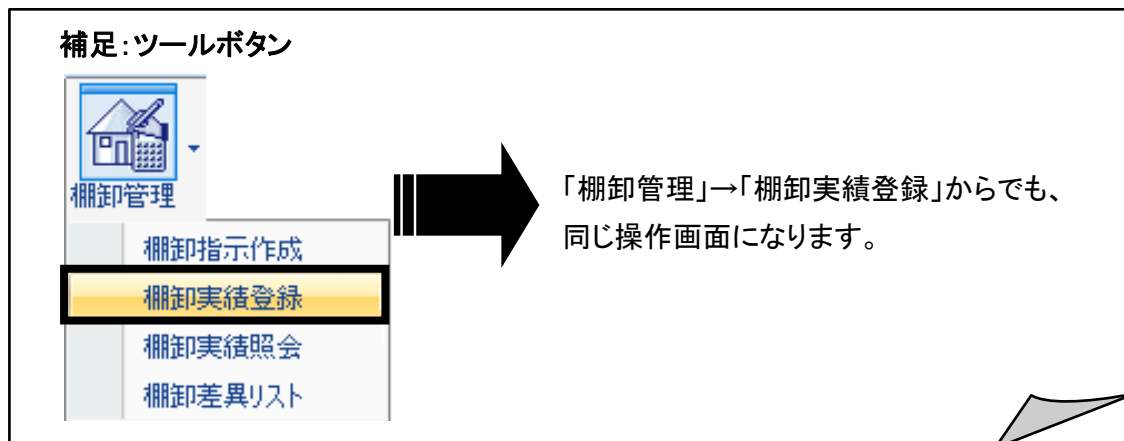 補足:ツールボタン
棚卸管理
棚卸指示作成
棚卸実績登録
棚卸実績照会
棚卸差異リスト
「棚卸管理」→「棚卸実績登録」からでも、
同じ操作画面になります。